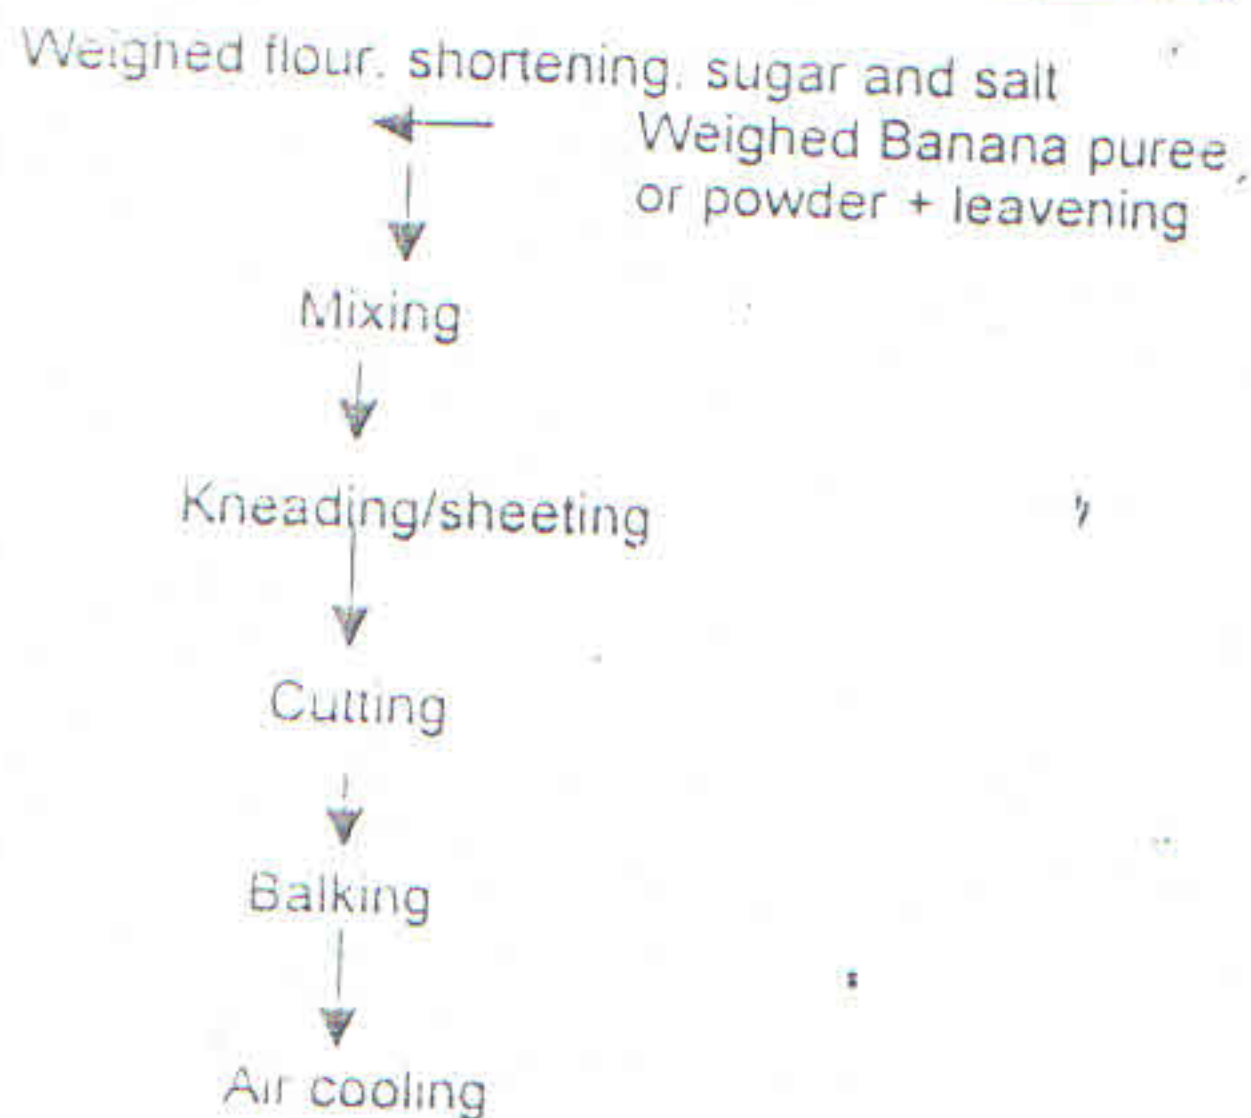 Weighed flour, shortening, sugar and salt
Weighed Banana puree,
or powder + leavening
Mixing
Kneading/sheeting
Cutting
Balking
Air cooling